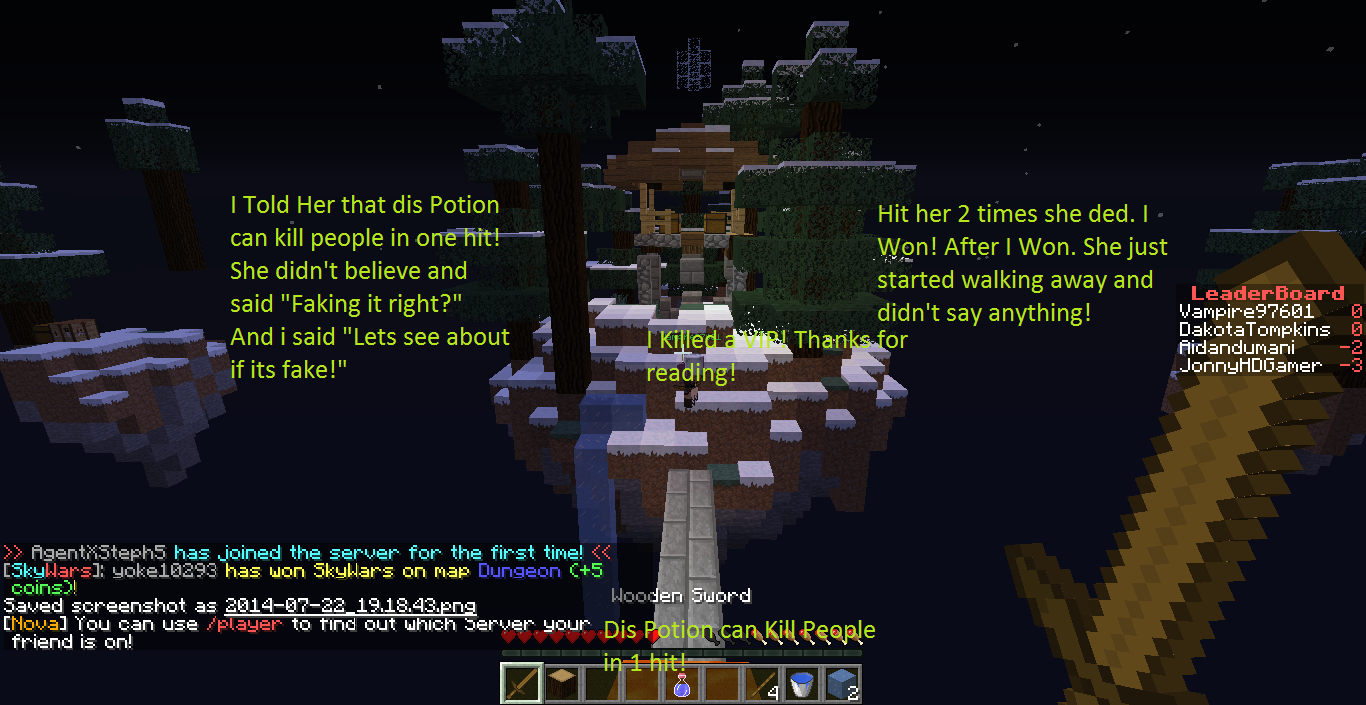 I Told Her that dis Potion
can kill people in one hit!
She didn't believe and
said "Faking it right?"
And i said "Lets see about
if its fake!"
Hit her 2 times she ded. I
Won! After I Won. She just
started walking away and
didn't say anything!
I Killed a VIP! Thanks for
reading!
LeaderBoard
Vampire97601 0
DakotaTompkins 0
Aidandumani -2
JonnyHDGamer -3
>> AgentXSteph5 has joined the server for the first time! <<
[SkyWars]: yoke10293 has won SkyWars on map Dungeon (+5
coins)!
Saved screenshot as 2014-07-22_19.18.43.png
[Nova] You can use /player to find out which Server your
friend is on!
Wooden Sword
Dis Potion can Kill People
in 1 hit!
4
2